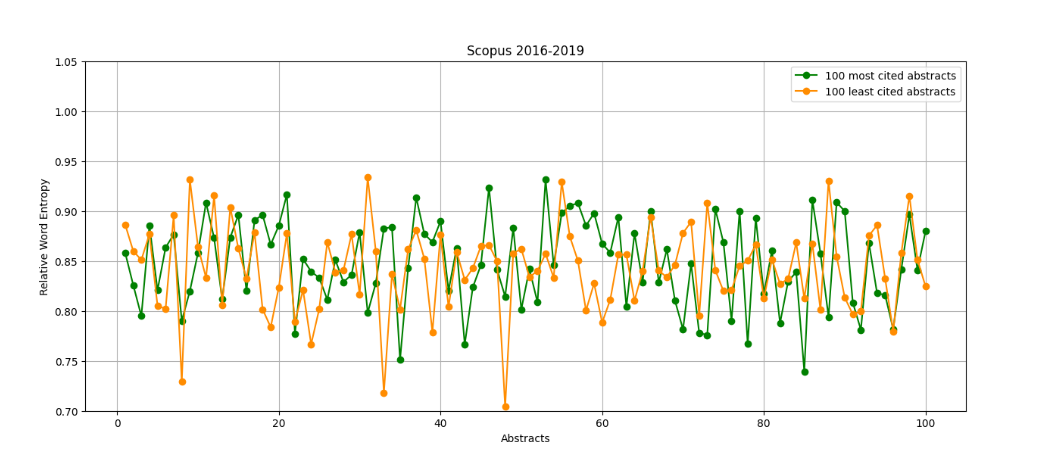 Scopus 2016-2019
1.05
1.00
0.95
0.90
0.85
0.80
0.75
0.70
Relative Word Entropy
100 most cited abstracts
100 least cited abstracts
0
20
40
60
80
100
Abstracts